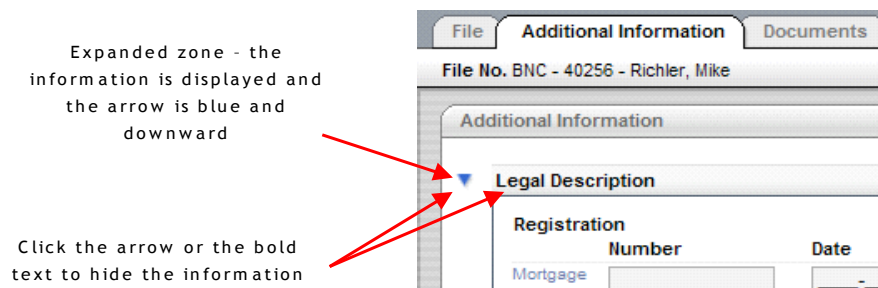 Expanded zone - the
information is displayed and
the arrow is blue and
downward
Click the arrow or the bold
text to hide the information
File Additional Information Documents
File No. BNC - 40256 - Richler, Mike
Additional Information
Legal Description
Registration
Number Date
Mortgage